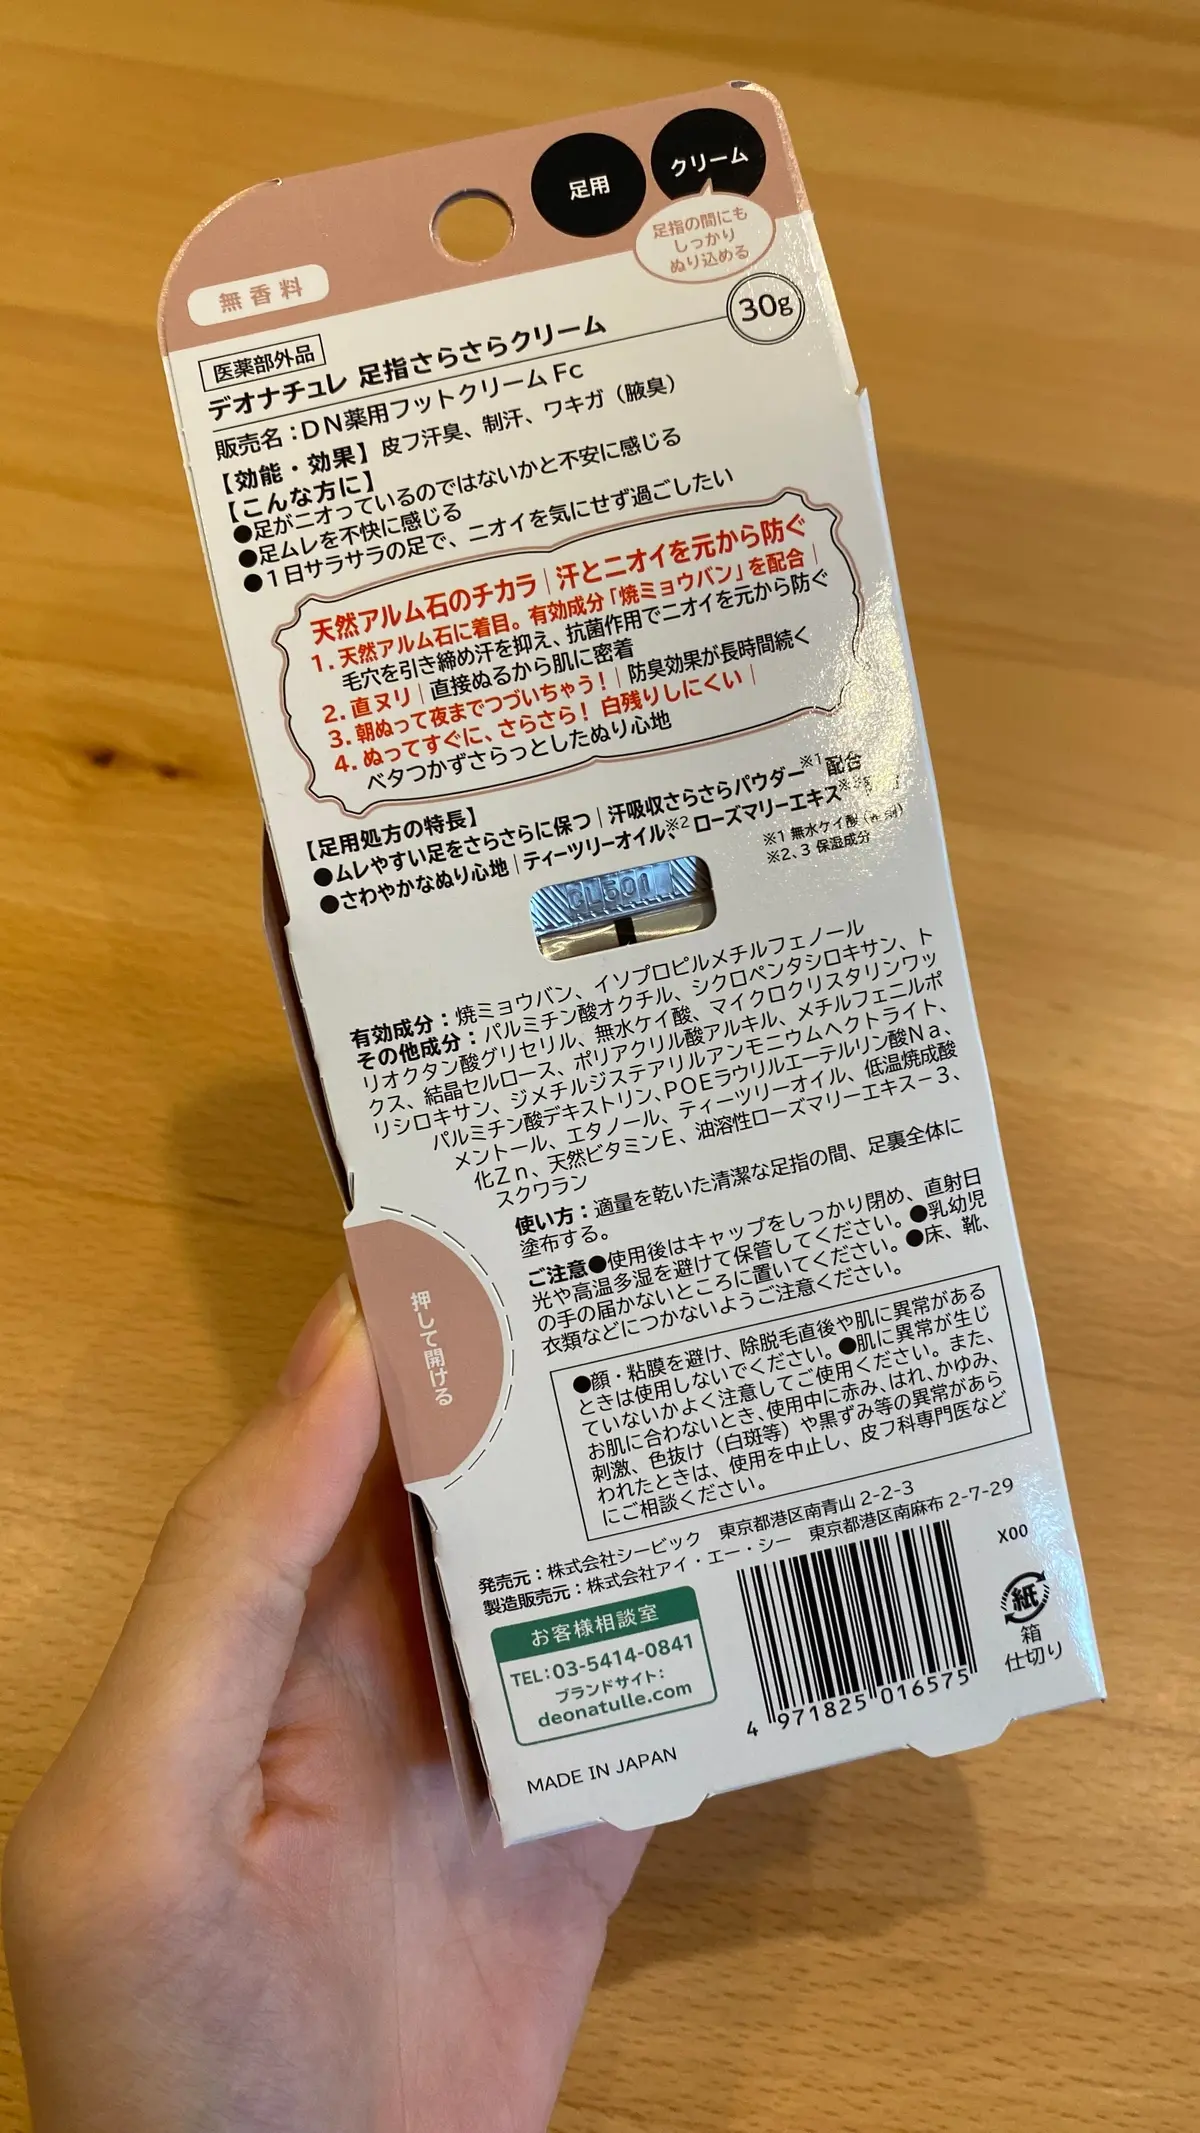 足用
クリーム
足指の間にも
しっかり
ぬり込める
無香料
医薬部外品
30g
デオナチュレ 足指さらさらクリーム
販売名：DN薬用フットクリームFc
【効能・効果】皮フ汗臭、制汗、ワキガ（腋臭）
【こんな方に】
●足がニオっているのではないかと不安に感じる
●足ムレを不快に感じる
●1日サラサラの足で、ニオイを気にせず過ごしたい
天然アルム石のチカラ｜汗とニオイを元から防ぐ
1. 天然アルム石に着目。有効成分「焼ミョウバン」を配合｜
毛穴を引き締め汗を抑え、抗菌作用でニオイを元から防ぐ
2. 直ヌリ｜直接ぬるから肌に密着
3. 朝ぬって夜までつづいちゃう！｜防臭効果が長時間続く
4. ぬってすぐに、さらさら！ 白残りしにくい｜
ベタつかずさらっとしたぬり心地
【足用処方の特長】
●ムレやすい足をさらさらに保つ｜汗吸収さらさらパウダー※1配合
●さわやかなぬり心地｜ティーツリーオイル※2、ローズマリーエキス
※1 無水ケイ酸
※2、3 保湿成分
有効成分：焼ミョウバン、イソプロピルメチルフェノール
その他成分：パルミチン酸オクチル、シクロペンタシロキサン、ト
リオクタン酸グリセリル、無水ケイ酸、マイクロクリスタリンワッ
クス、結晶セルロース、ポリアクリル酸アルキル、メチルフェニルポ
リシロキサン、ジメチルジステアリルアンモニウムヘクトライト、
パルミチン酸デキストリン、POEラウリルエーテルリン酸Na、
メントール、エタノール、ティーツリーオイル、低温焼成酸
化Zn、天然ビタミンE、油溶性ローズマリーエキス－3、
スクワラン
使い方：適量を乾いた清潔な足指の間、足裏全体に
塗布する。
ご注意●使用後はキャップをしっかり閉め、直射日
光や高温多湿を避けて保管してください。●乳幼児
の手の届かないところに置いてください。●床、靴、
衣類などにつかないようご注意ください。
●顔・粘膜を避け、除脱毛直後や肌に異常がある
ときは使用しないでください。●肌に異常が生じ
ていないかよく注意してご使用ください。また、
お肌に合わないとき、使用中に赤み、はれ、かゆみ、
刺激、色抜け（白斑等）や黒ずみ等の異常があら
われたときは、使用を中止し、皮フ科専門医など
にご相談ください。
押して開ける
発売元：株式会社シービック 東京都港区南青山 2-2-3
製造販売元：株式会社アイ・エー・シー 東京都港区南麻布 2-7-29
お客様相談室
TEL：03-5414-0841
ブランドサイト：
deonatulle.com
MADE IN JAPAN
4 971825 016575
X00
紙
箱
仕切り